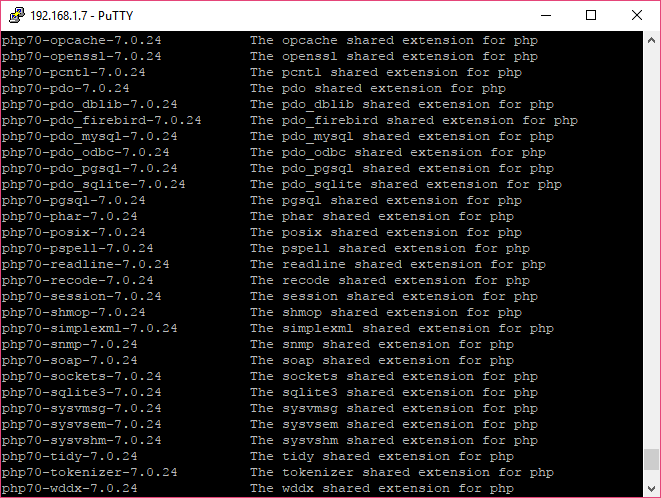 192.168.1.7 - PuTTY
php70-opcache-7.0.24 The opcache shared extension for php
php70-openssl-7.0.24 The openssl shared extension for php
php70-pcntl-7.0.24 The pcntl shared extension for php
php70-pdo-7.0.24 The pdo shared extension for php
php70-pdo_dblib-7.0.24 The pdo_dblib shared extension for php
php70-pdo_firebird-7.0.24 The pdo_firebird shared extension for php
php70-pdo_mysql-7.0.24 The pdo_mysql shared extension for php
php70-pdo_odbc-7.0.24 The pdo_odbc shared extension for php
php70-pdo_pgsql-7.0.24 The pdo_pgsql shared extension for php
php70-pdo_sqlite-7.0.24 The pdo_sqlite shared extension for php
php70-pgsql-7.0.24 The pgsql shared extension for php
php70-phar-7.0.24 The phar shared extension for php
php70-posix-7.0.24 The posix shared extension for php
php70-pspell-7.0.24 The pspell shared extension for php
php70-readline-7.0.24 The readline shared extension for php
php70-recode-7.0.24 The recode shared extension for php
php70-session-7.0.24 The session shared extension for php
php70-shmop-7.0.24 The shmop shared extension for php
php70-simplexml-7.0.24 The simplexml shared extension for php
php70-snmp-7.0.24 The snmp shared extension for php
php70-soap-7.0.24 The soap shared extension for php
php70-sockets-7.0.24 The sockets shared extension for php
php70-sqlite3-7.0.24 The sqlite3 shared extension for php
php70-sysvmsg-7.0.24 The sysvmsg shared extension for php
php70-sysvsem-7.0.24 The sysvsem shared extension for php
php70-sysvshm-7.0.24 The sysvshm shared extension for php
php70-tidy-7.0.24 The tidy shared extension for php
php70-tokenizer-7.0.24 The tokenizer shared extension for php
php70-wddx-7.0.24 The wddx shared extension for php